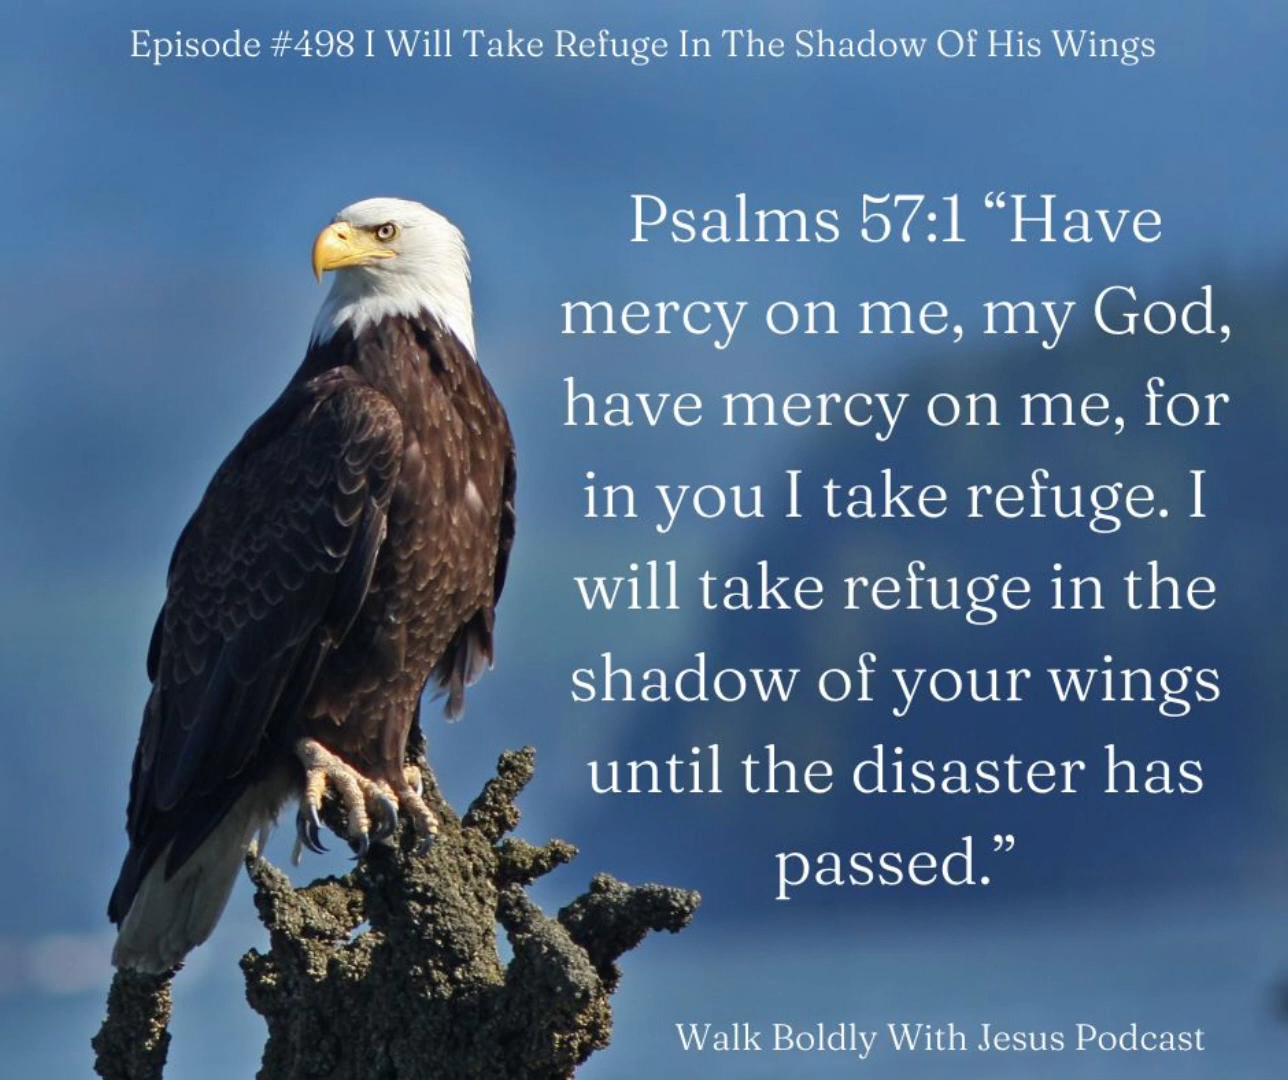 Episode #498 I Will Take Refuge In The Shadow Of His Wings
Psalms 57:1 “Have
mercy on me, my God,
have mercy on me, for
in you I take refuge. I
will take refuge in the
shadow of your wings
until the disaster has
passed.”
Walk Boldly With Jesus Podcast